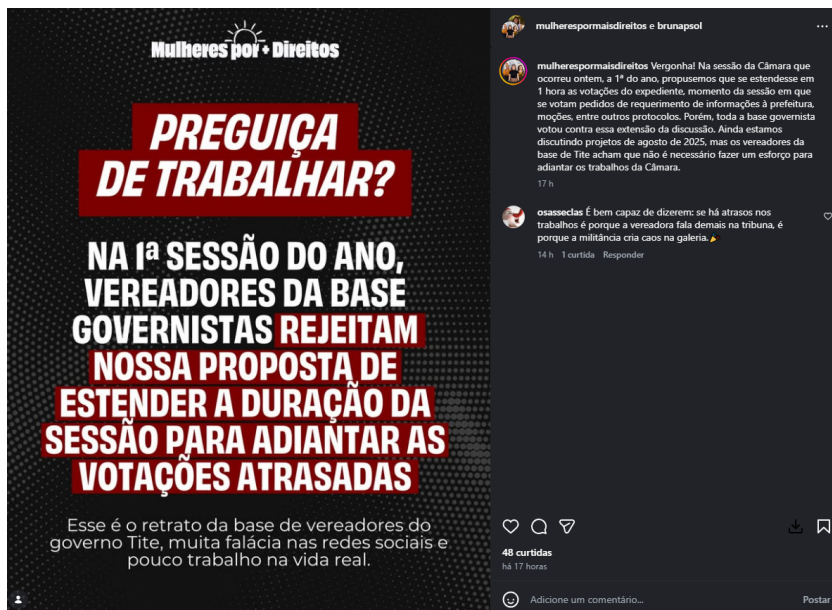 Mulheres por + Direitos
PREGUIÇA
DE TRABALHAR?
NA 1ª SESSÃO DO ANO,
VEREADORES DA BASE
GOVERNISTAS REJEITAM
NOSSA PROPOSTA DE
ESTENDER A DURAÇÃO DA
SESSÃO PARA ADIANTAR AS
VOTAÇÕES ATRASADAS
Esse é o retrato da base de vereadores do
governo Tite, muita falácia nas redes sociais e
pouco trabalho na vida real.
mulherespormaisdireitos e brunapsol
mulherespormaisdireitos Vergonha! Na sessão da Câmara que
ocorreu ontem, a 1ª do ano, propusemos que se estendesse em
1 hora as votações do expediente, momento da sessão em que
se votam pedidos de requerimento de informações à prefeitura,
moções, entre outros protocolos. Porém, toda a base governista
votou contra essa extensão da discussão. Ainda estamos
discutindo projetos de agosto de 2025, mas os vereadores da
base de Tite acham que não é necessário fazer um esforço para
adiantar os trabalhos da Câmara.
17 h
osasseclas É bem capaz de dizerem: se há atrasos nos
trabalhos é porque a vereadora fala demais na tribuna, é
porque a militância cria caos na galeria.🎉
14 h 1 curtida Responder
48 curtidas
há 17 horas
Adicione um comentário...
Postar